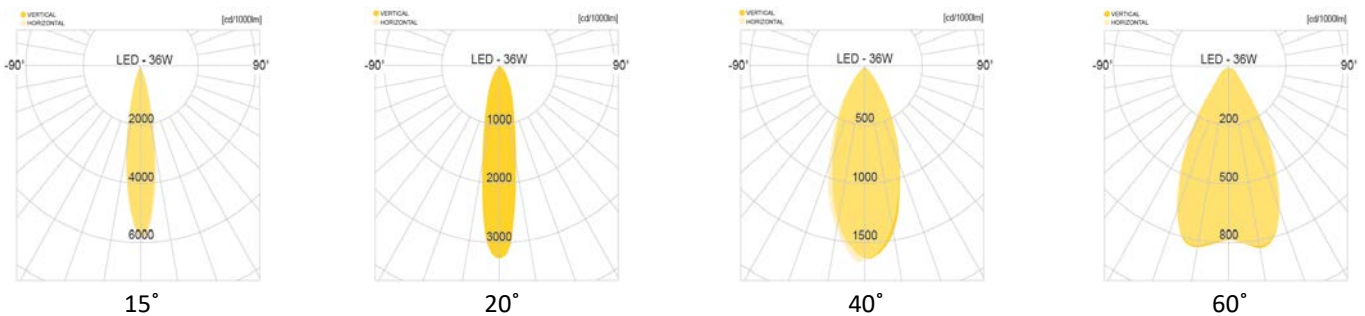 VERTICAL
HORIZONTAL
[cd/1000lm]
-90'
LED - 36W
90'
2000
4000
6000
15˚
VERTICAL
HORIZONTAL
[cd/1000lm]
-90'
LED - 36W
90'
1000
2000
3000
20˚
VERTICAL
HORIZONTAL
[cd/1000lm]
-90'
LED - 36W
90'
500
1000
1500
40˚
VERTICAL
HORIZONTAL
[cd/1000lm]
-90'
LED - 36W
90'
200
500
800
60˚